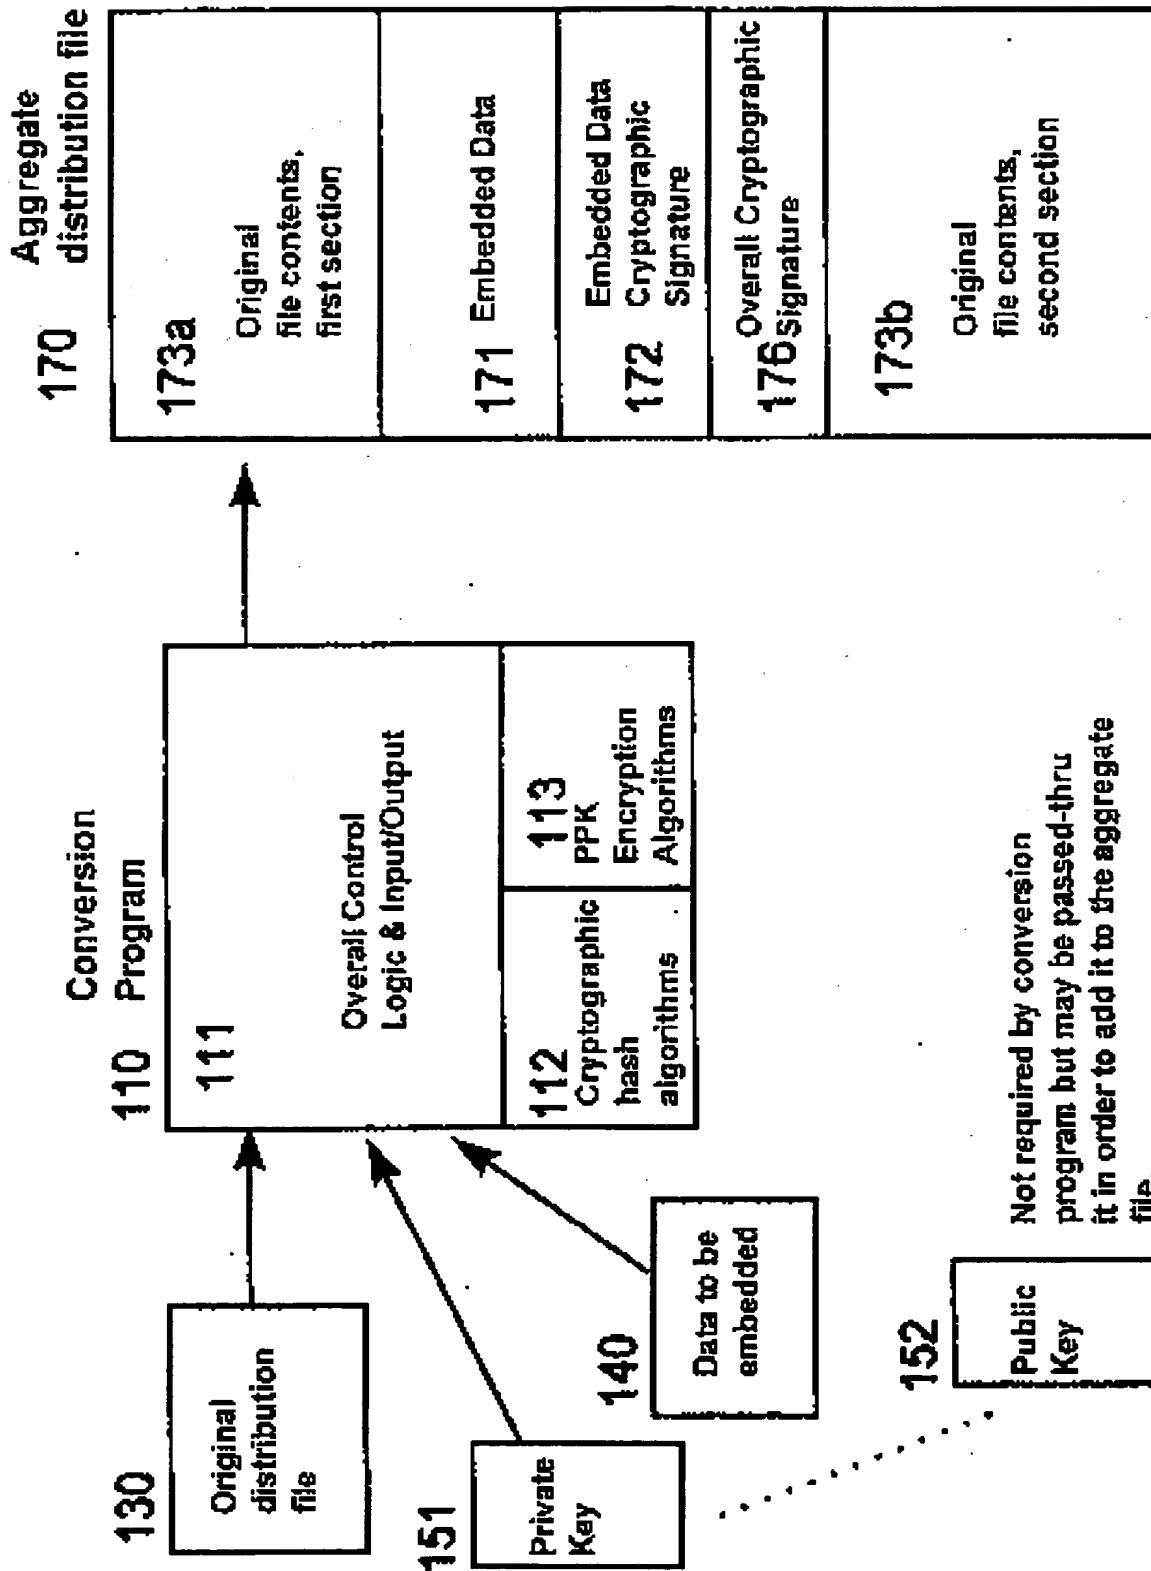 130
Original
distribution
file
151
Private
Key
140
Data to be
embedded
152
Public
Key
Not required by conversion
program but may be passed-thru
it in order to add it to the aggregate
file.
Conversion
110 Program
111
Overall Control
Logic & Input/Output
112
Cryptographic
hash
algorithms
113
PPK
Encryption
Algorithms
Aggregate
170 distribution file
173a
Original
file contents,
first section
171 Embedded Data
Embedded Data
Cryptographic
172 Signature
Overall Cryptographic
176 Signature
173b
Original
file contents,
second section